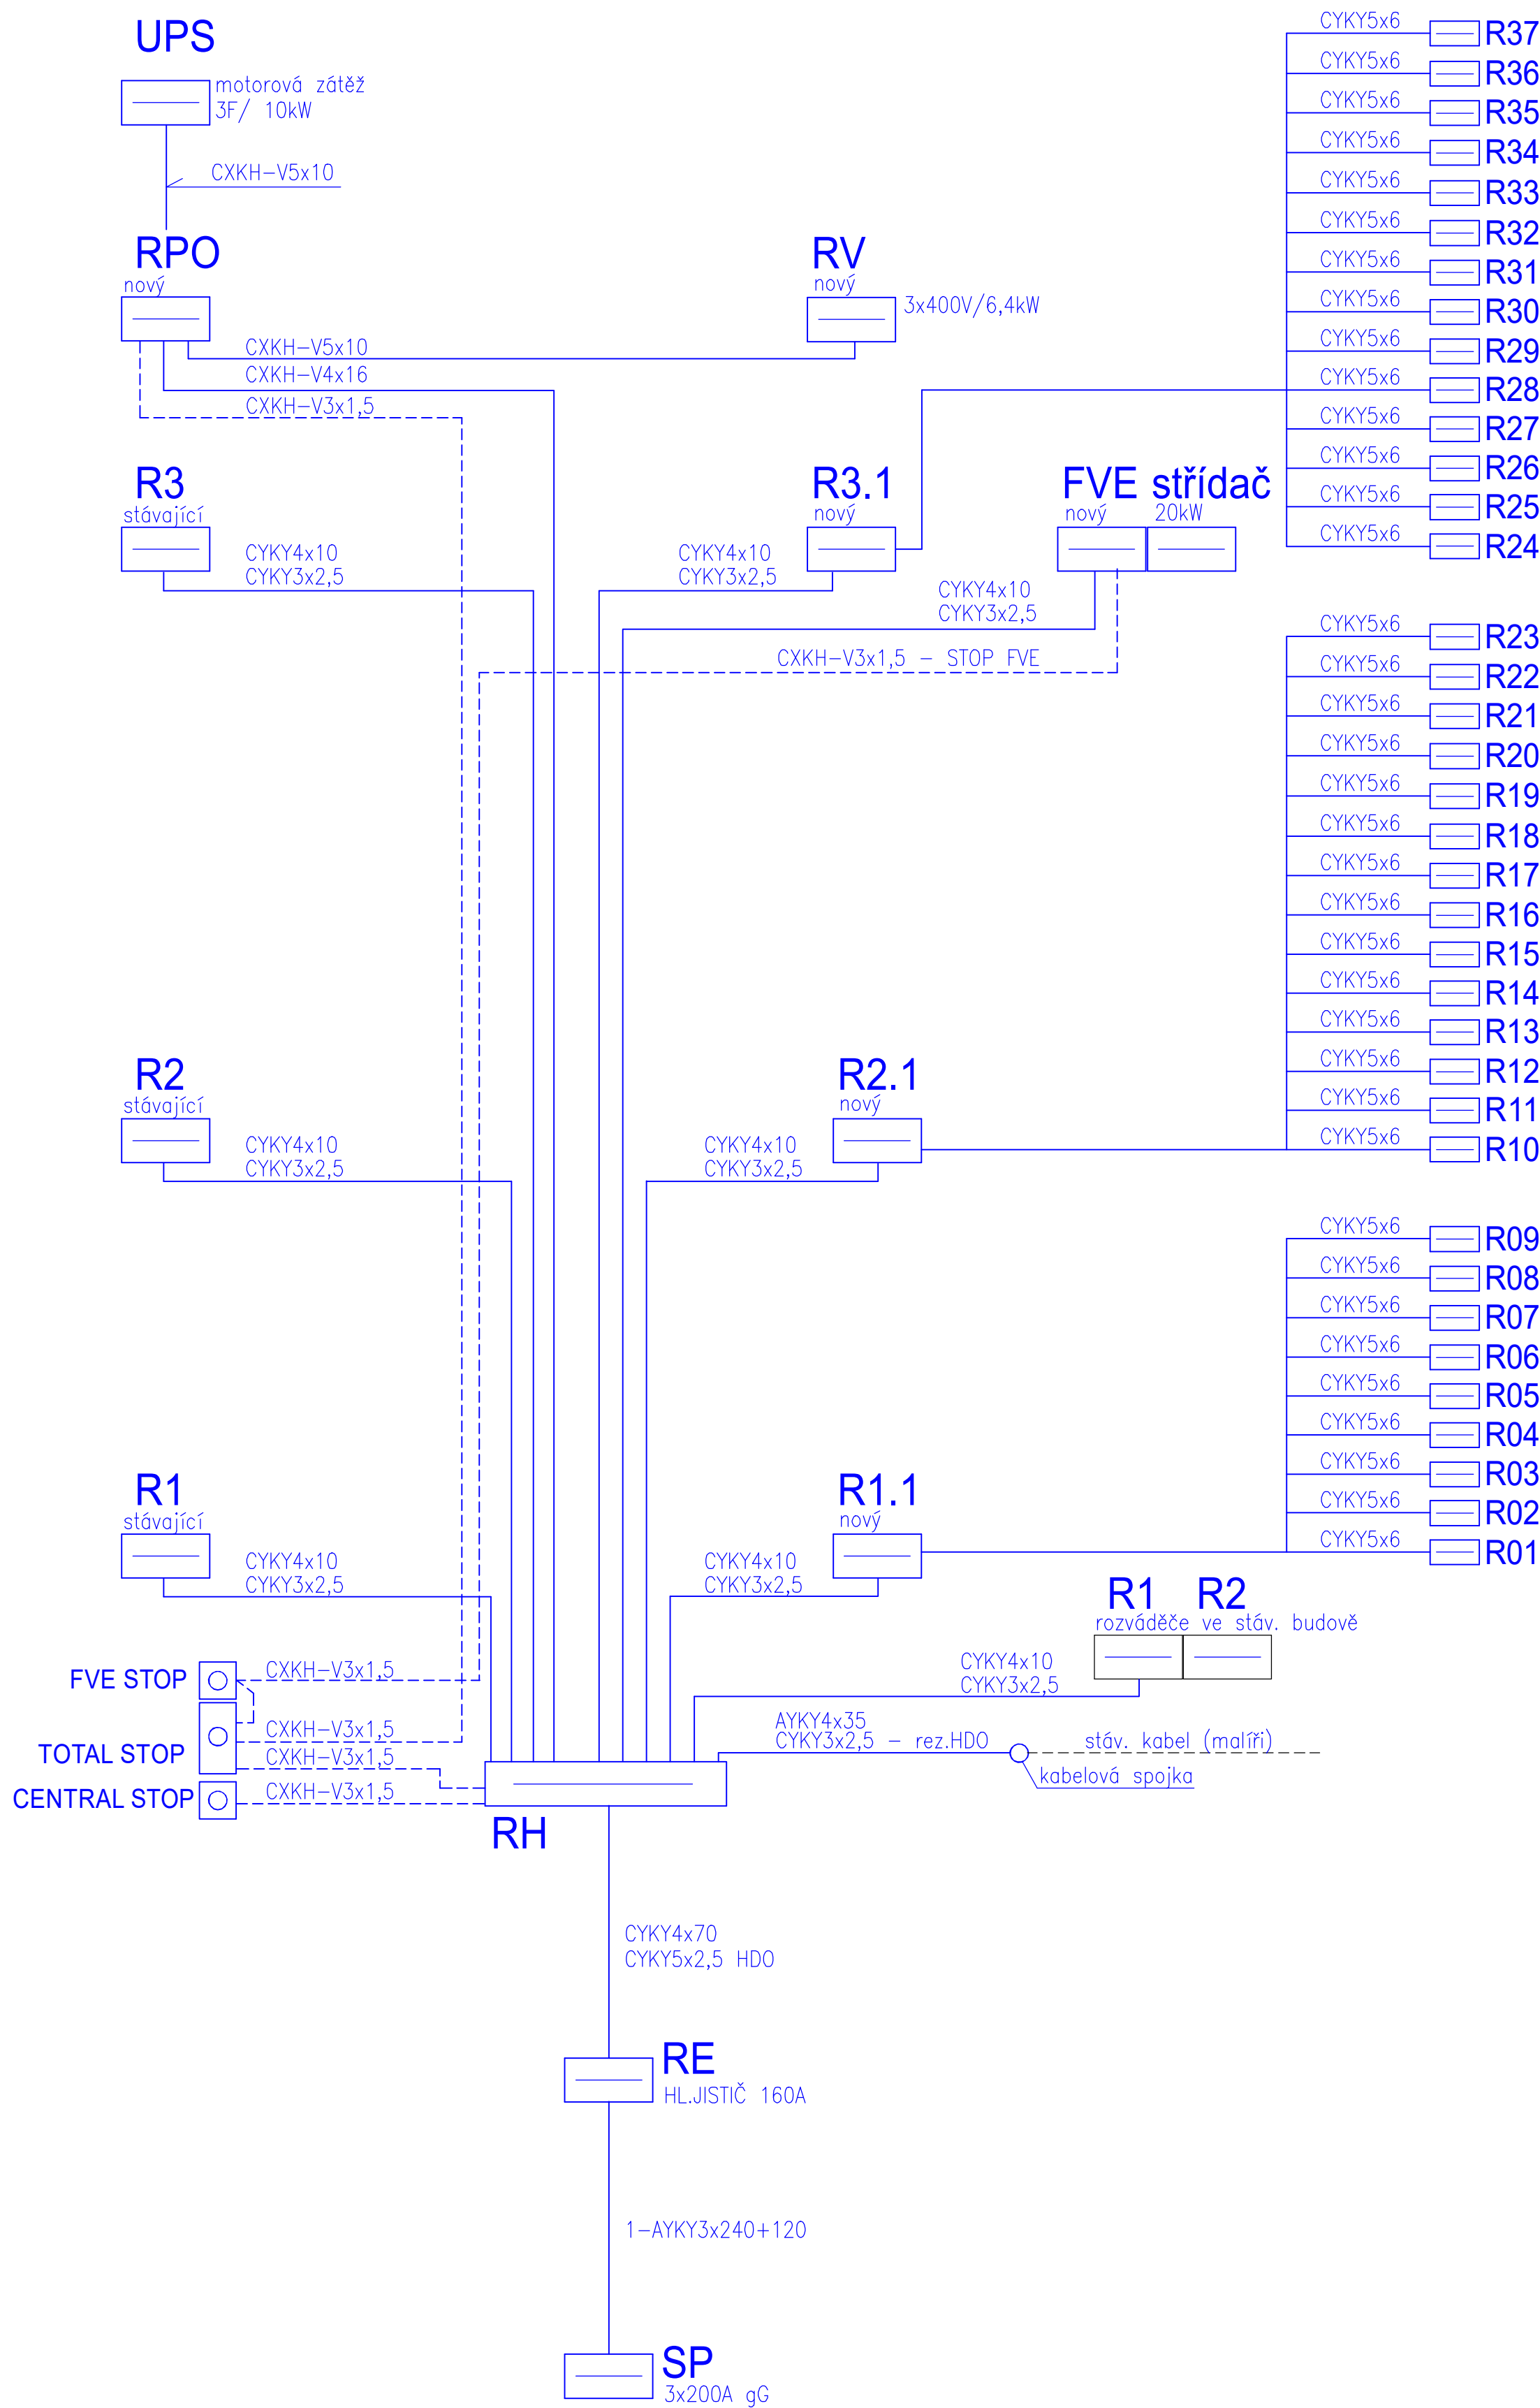 UPS
motorová zátěž
3F/ 10kW
CXKH-V5x10
RPO
nový
CXKH-V5x10
CXKH-V4x16
CXKH-V3x1,5
RV
nový
3x400V/6,4kW
R3
stávající
CYKY4x10
CYKY3x2,5
R3.1
nový
CYKY4x10
CYKY3x2,5
FVE střídač
nový
20kW
CYKY4x10
CYKY3x2,5
CXKH-V3x1,5 - STOP FVE
CYKY5x6 R37
CYKY5x6 R36
CYKY5x6 R35
CYKY5x6 R34
CYKY5x6 R33
CYKY5x6 R32
CYKY5x6 R31
CYKY5x6 R30
CYKY5x6 R29
CYKY5x6 R28
CYKY5x6 R27
CYKY5x6 R26
CYKY5x6 R25
CYKY5x6 R24
CYKY5x6 R23
CYKY5x6 R22
CYKY5x6 R21
CYKY5x6 R20
CYKY5x6 R19
CYKY5x6 R18
CYKY5x6 R17
CYKY5x6 R16
CYKY5x6 R15
CYKY5x6 R14
CYKY5x6 R13
CYKY5x6 R12
CYKY5x6 R11
CYKY5x6 R10
R2
stávající
CYKY4x10
CYKY3x2,5
R2.1
nový
CYKY4x10
CYKY3x2,5
CYKY5x6 R09
CYKY5x6 R08
CYKY5x6 R07
CYKY5x6 R06
CYKY5x6 R05
CYKY5x6 R04
CYKY5x6 R03
CYKY5x6 R02
CYKY5x6 R01
R1
stávající
CYKY4x10
CYKY3x2,5
R1.1
nový
CYKY4x10
CYKY3x2,5
R1 R2
rozváděče ve stáv. budově
CYKY4x10
CYKY3x2,5
FVE STOP
CXKH-V3x1,5
TOTAL STOP
CXKH-V3x1,5
CXKH-V3x1,5
CENTRAL STOP
CXKH-V3x1,5
AYKY4x35
CYKY3x2,5 - rez.HDO
stáv. kabel (malíři)
kabelová spojka
RH
CYKY4x70
CYKY5x2,5 HDO
RE
HL.JISTIČ 160A
1-AYKY3x240+120
SP
3x200A gG